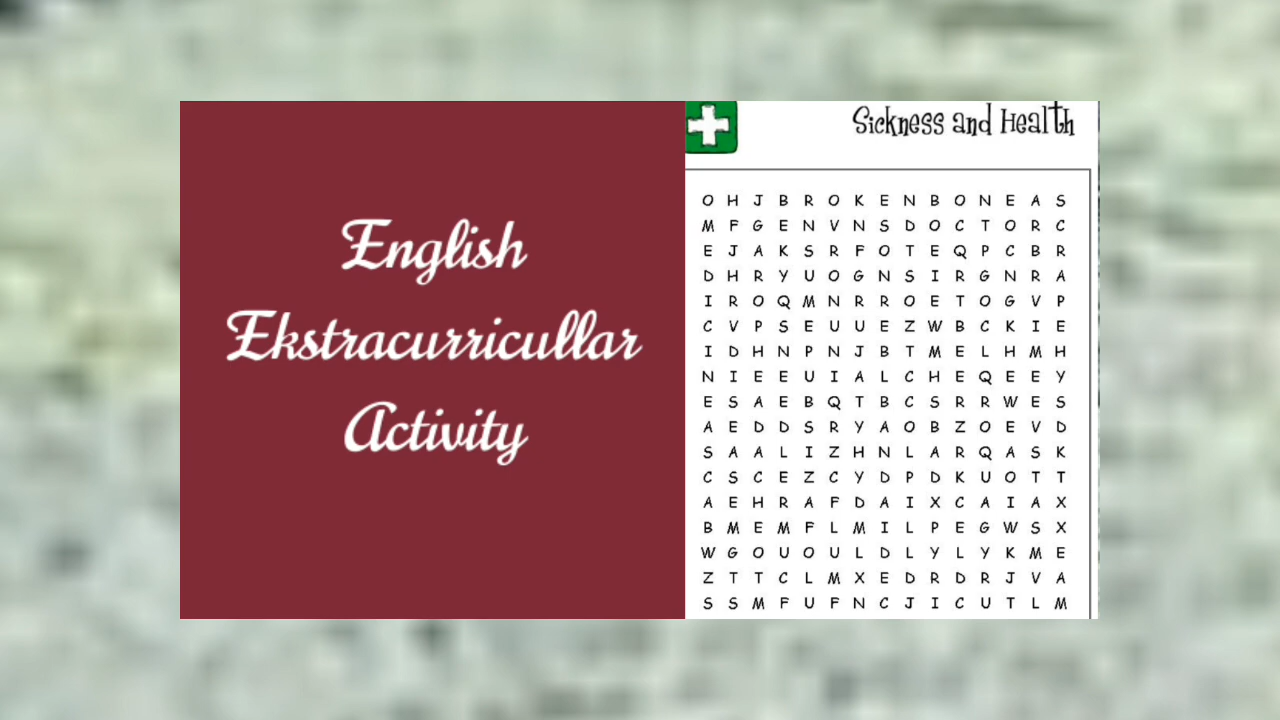 English
Ekstracurricullar
Activity
Sickness and Health
O H J B R O K E N B O N E A S
M F G E N V N S D O C T O R C
E J A K S R F O T E Q P C B R
D H R Y U O G N S I R G N R A
I R O Q M N R R O E T O G V P
C V P S E U U E Z W B C K I E
I D H N P N J B T M E L H M H
N I E E U I A L C H E Q E E Y
E S A E B Q T B C S R R W E S
A E D D S R Y A O B Z O E V D
S A A L I Z H N L A R Q A S K
C S C E Z C Y D P D K U O T T
A E H R A F D A I X C A I A X
B M E M F L M I L P E G W S X
W G O U O U L D L Y L Y K M E
Z T T C L M X E D R D R J V A
S S M F U F N C J I C U T L M